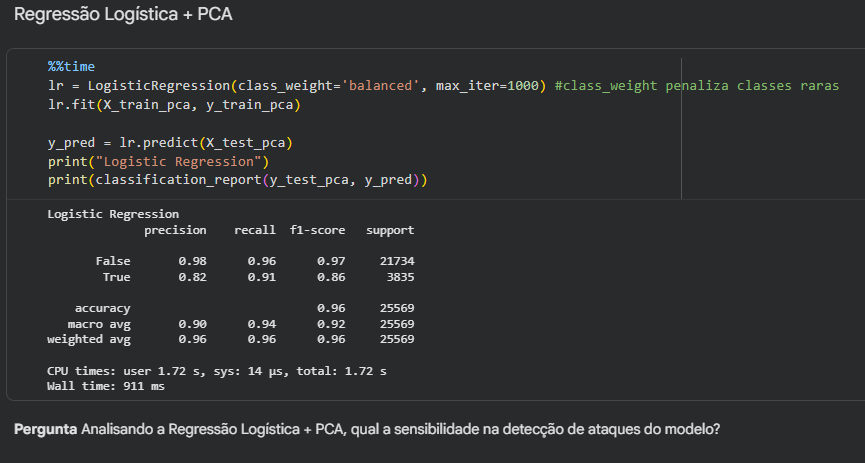 Regressão Logística + PCA
%%time
lr = LogisticRegression(class_weight='balanced', max_iter=1000) #class_weight penaliza classes raras
lr.fit(X_train_pca, y_train_pca)
y_pred = lr.predict(X_test_pca)
print("Logistic Regression")
print(classification_report(y_test_pca, y_pred))
Logistic Regression
precision recall f1-score support
False 0.98 0.96 0.97 21734
True 0.82 0.91 0.86 3835
accuracy 0.96 25569
macro avg 0.90 0.94 0.92 25569
weighted avg 0.96 0.96 0.96 25569
CPU times: user 1.72 s, sys: 14 µs, total: 1.72 s
Wall time: 911 ms
Pergunta Analisando a Regressão Logística + PCA, qual a sensibilidade na detecção de ataques do modelo?